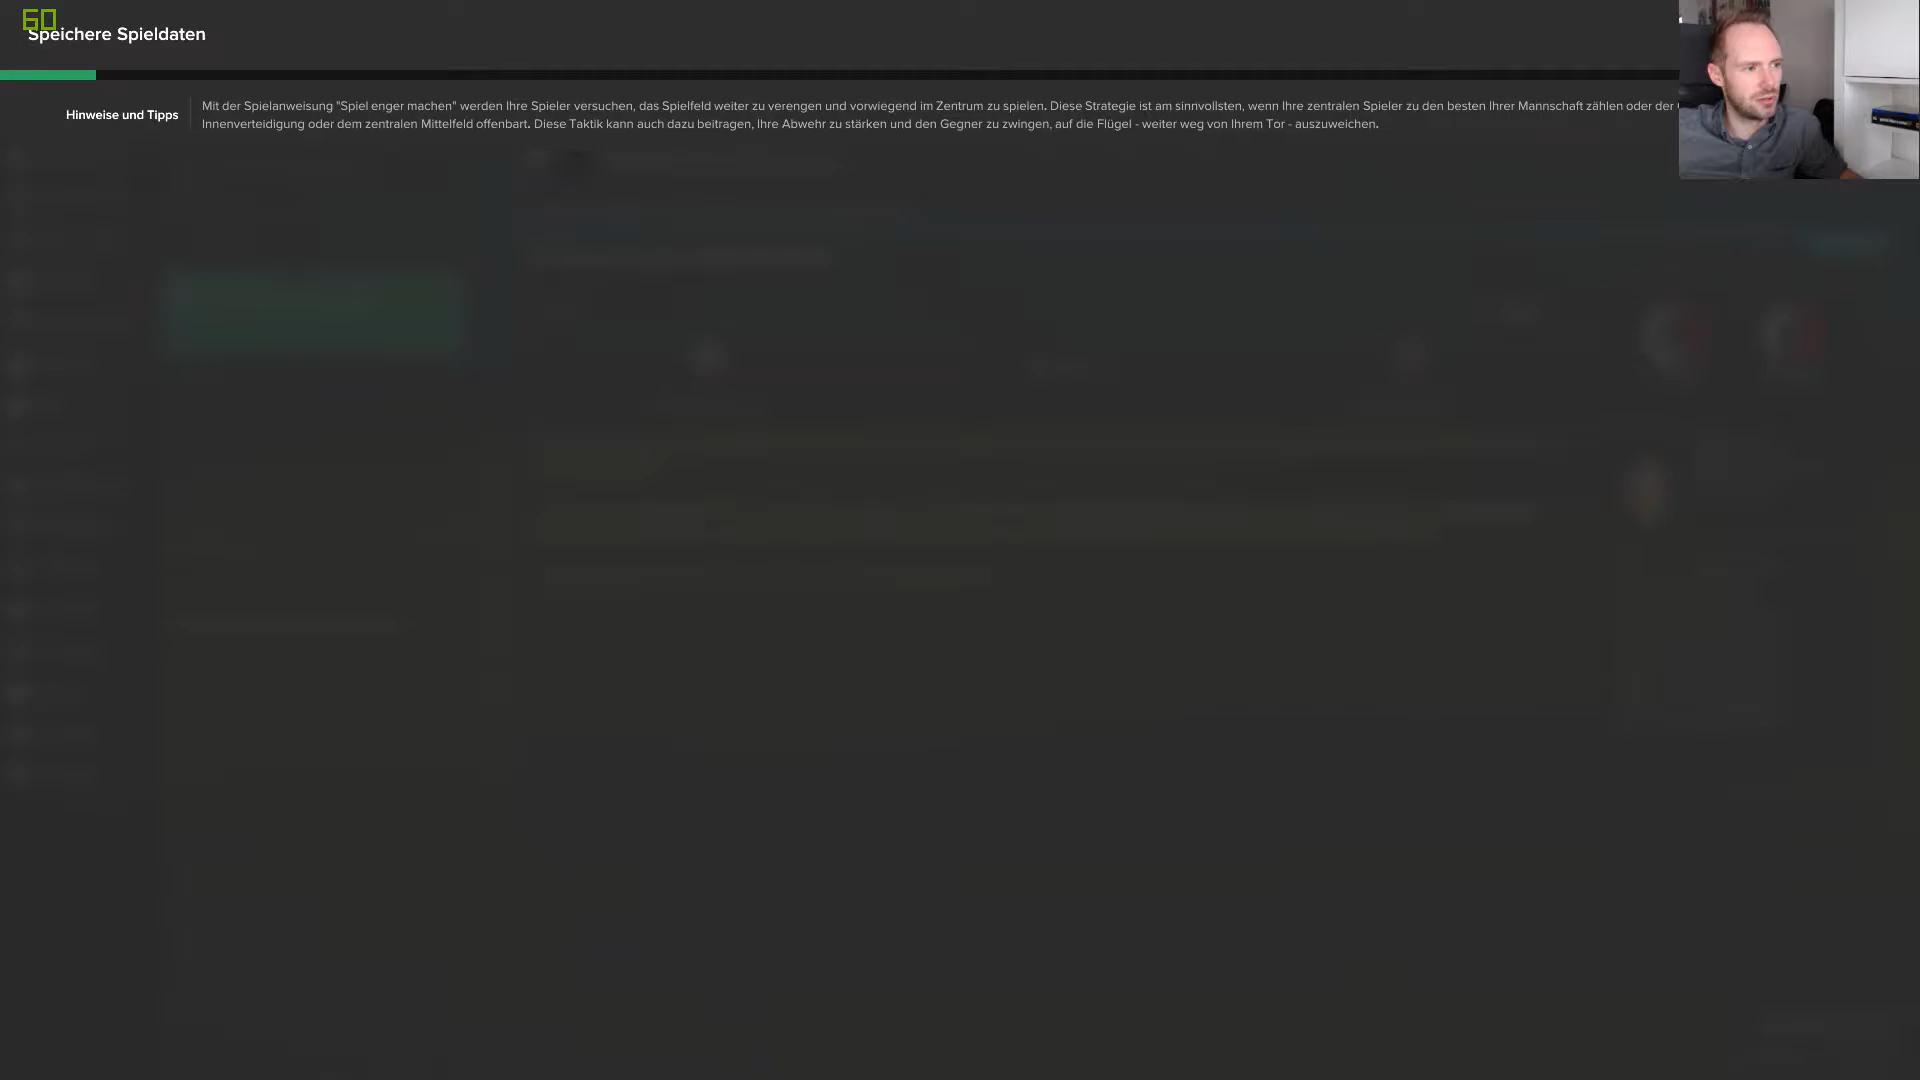 60
Speichere Spieldaten
Hinweise und Tipps
Mit der Spielanweisung "Spiel enger machen" werden Ihre Spieler versuchen, das Spielfeld weiter zu verengen und vorwiegend im Zentrum zu spielen. Diese Strategie ist am sinnvollsten, wenn Ihre zentralen Spieler zu den besten Ihrer Mannschaft zählen oder der
Innenverteidigung oder dem zentralen Mittelfeld offenbart. Diese Taktik kann auch dazu beitragen, Ihre Abwehr zu stärken und den Gegner zu zwingen, auf die Flügel - weiter weg von Ihrem Tor - auszuweichen.